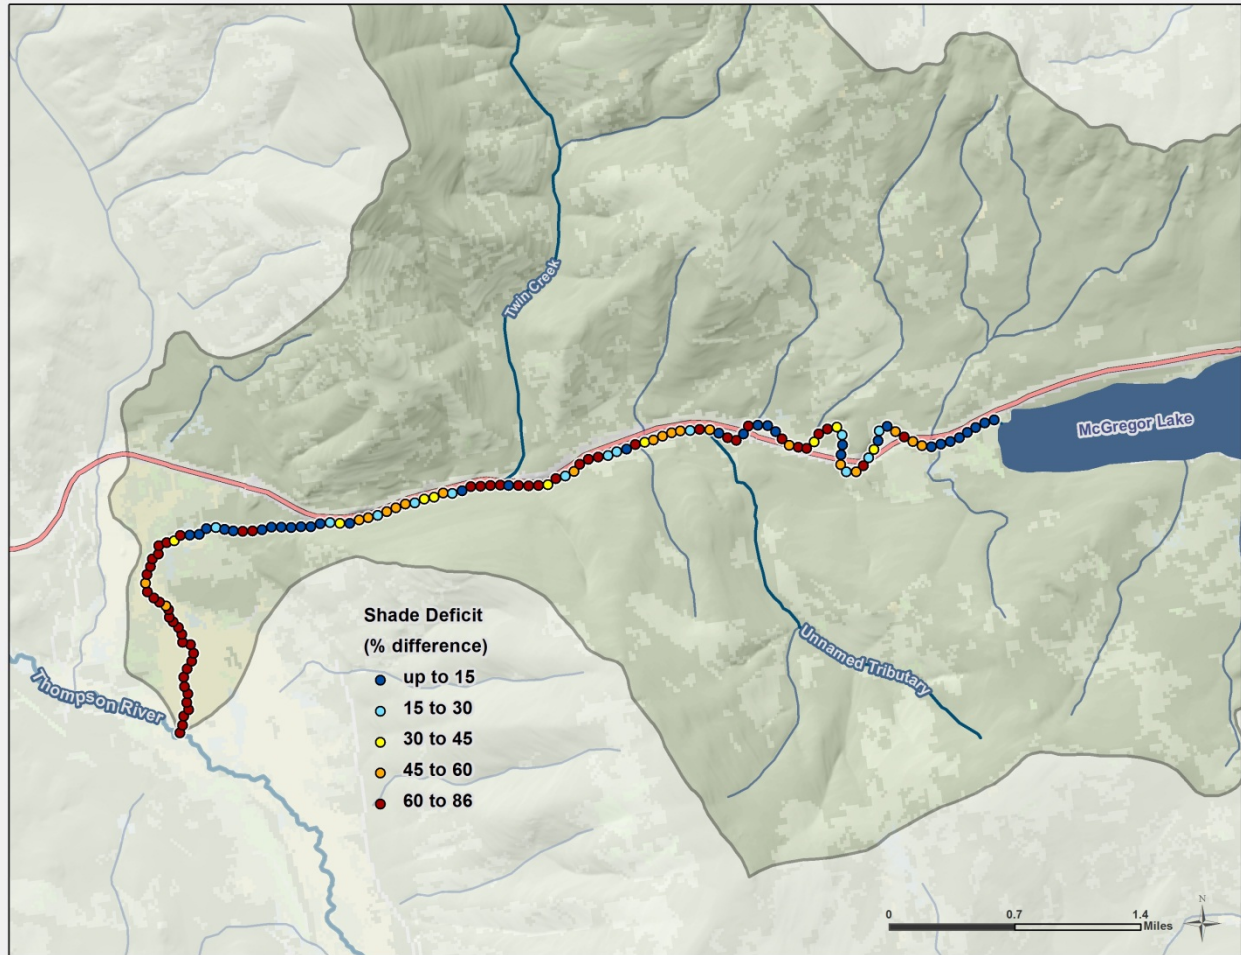 Twin Creek
McGregor Lake
Shade Deficit
(% difference)
up to 15
15 to 30
30 to 45
45 to 60
60 to 86
Unnamed Tributary
Thompson River
N
0 0.7 1.4
Miles